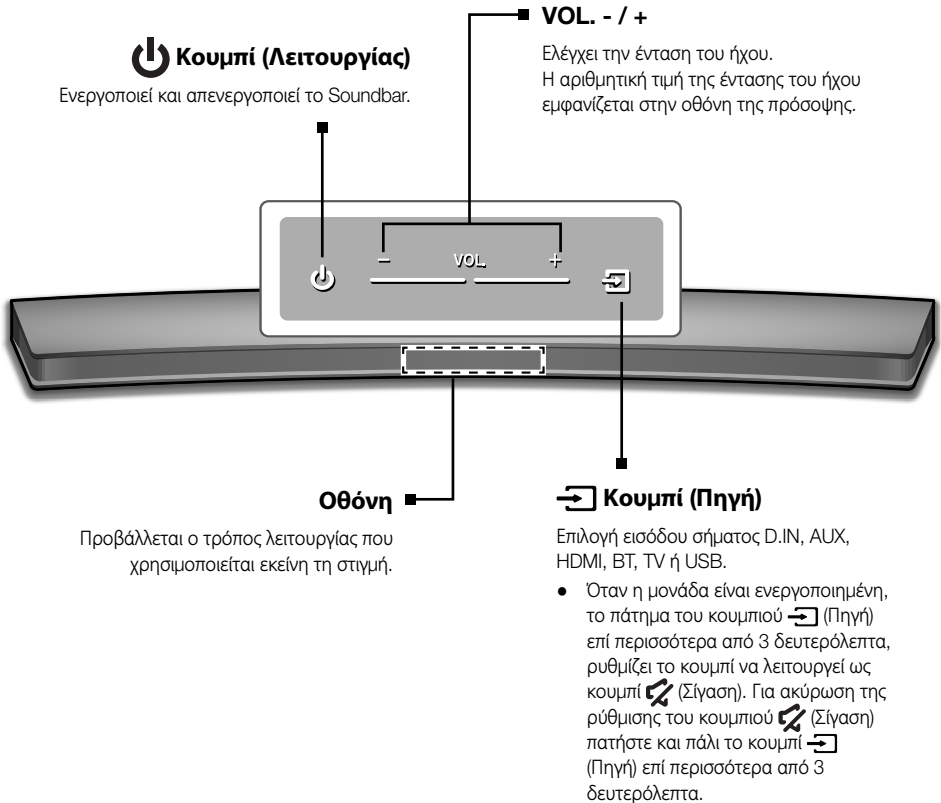 VOL. - / +
Ελέγχει την ένταση του ήχου.
Η αριθμητική τιμή της έντασης του ήχου
εμφανίζεται στην οθόνη της πρόσοψης.
Κουμπί (Λειτουργίας)
Ενεργοποιεί και απενεργοποιεί το Soundbar.
- VOL. +
Οθόνη
Προβάλλεται ο τρόπος λειτουργίας που
χρησιμοποιείται εκείνη τη στιγμή.
Κουμπί (Πηγή)
Επιλογή εισόδου σήματος D.IN, AUX,
HDMI, BT, TV ή USB.
● Όταν η μονάδα είναι ενεργοποιημένη,
το πάτημα του κουμπιού (Πηγή)
επί περισσότερα από 3 δευτερόλεπτα,
ρυθμίζει το κουμπί να λειτουργεί ως
κουμπί (Σίγαση). Για ακύρωση της
ρύθμισης του κουμπιού (Σίγαση)
πατήστε και πάλι το κουμπί
(Πηγή) επί περισσότερα από 3
δευτερόλεπτα.